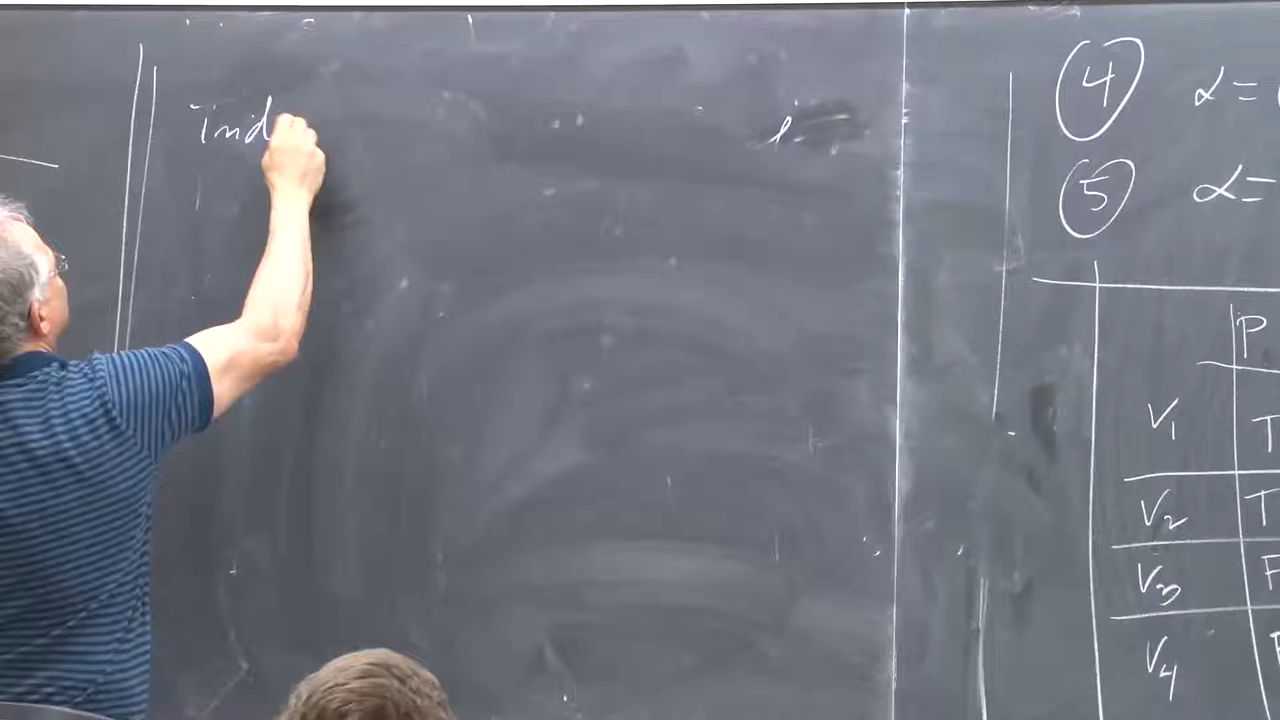 Ind
④ α =
⑤ α =
P
V₁ T
V₂ T
V₃ F
V₄ F